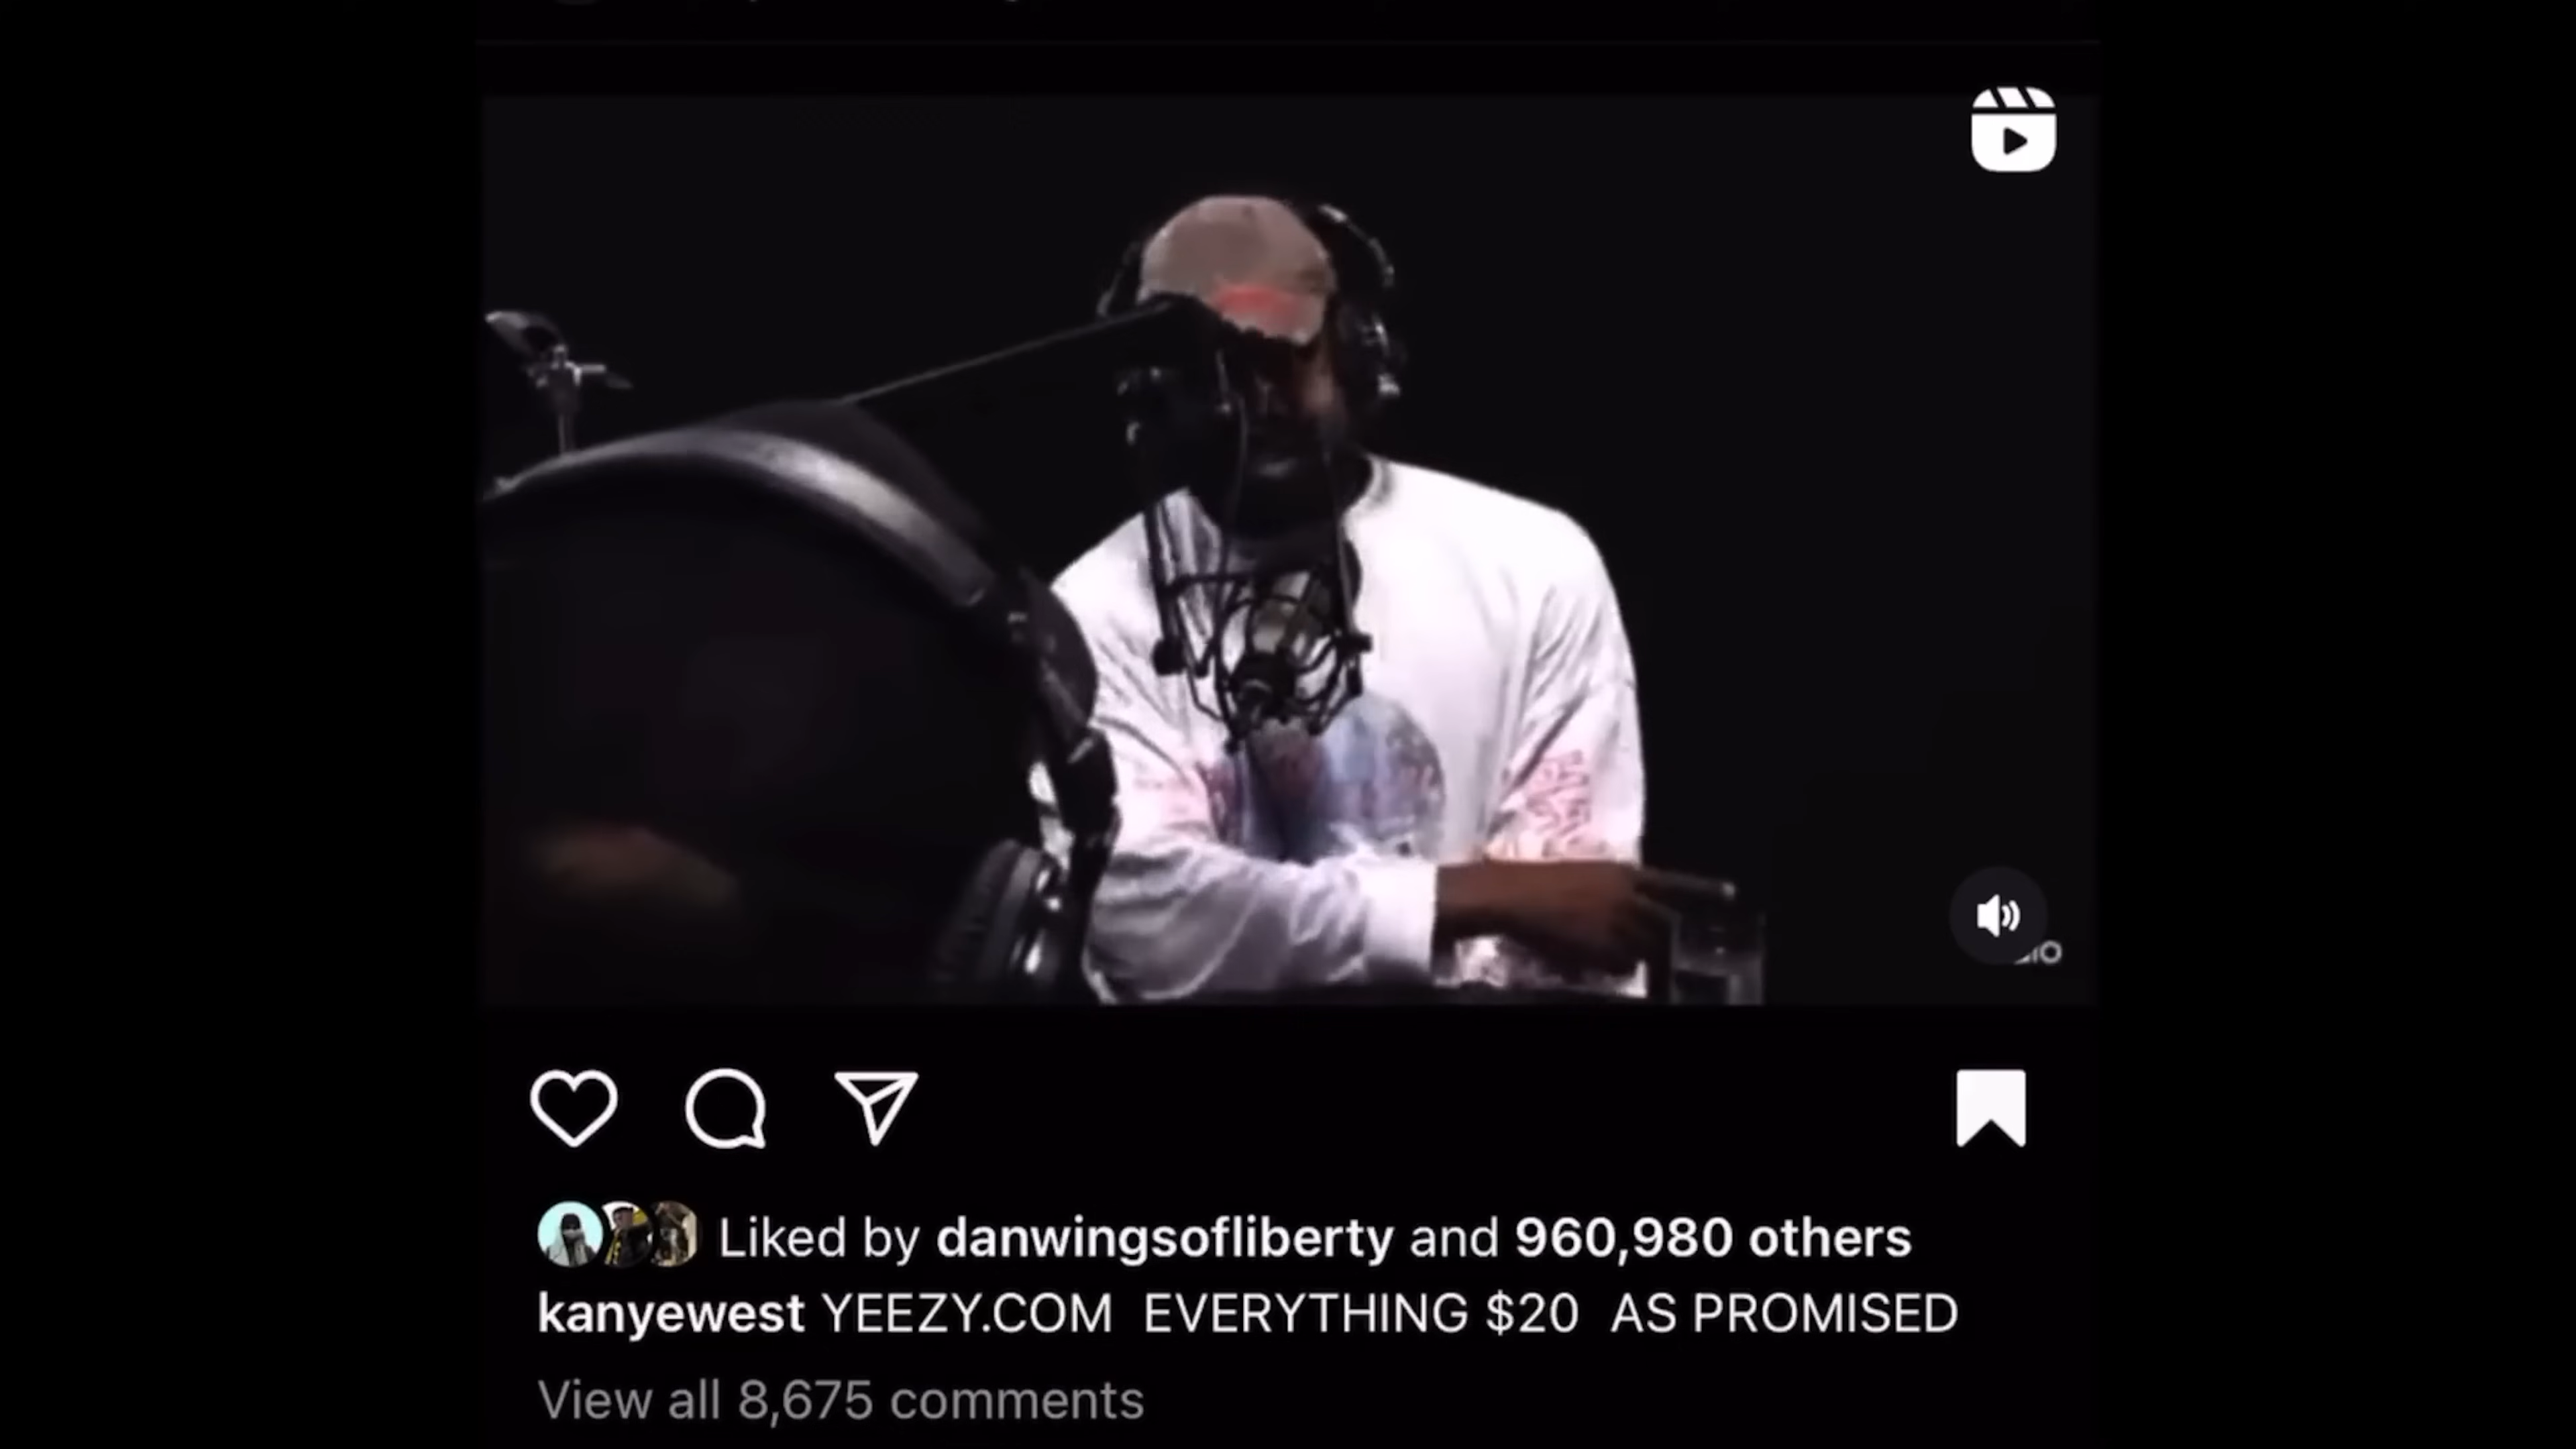 Liked by danwingsofliberty and 960,980 others
kanyewest YEEZY.COM EVERYTHING $20 AS PROMISED
View all 8,675 comments